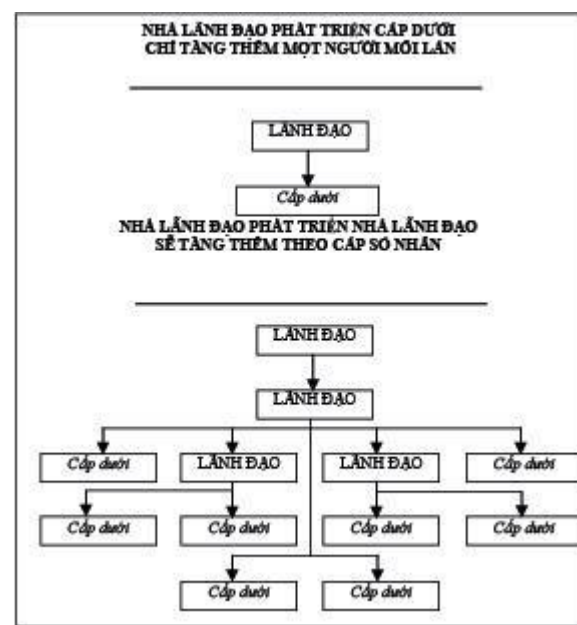 NHÀ LÃNH ĐẠO PHÁT TRIỂN CẤP DƯỚI
CHỈ TĂNG THÊM MỘT NGƯỜI MỖI LẦN
LÃNH ĐẠO
Cấp dưới
NHÀ LÃNH ĐẠO PHÁT TRIỂN NHÀ LÃNH ĐẠO
SẼ TĂNG THÊM THEO CẤP SỐ NHÂN
LÃNH ĐẠO
LÃNH ĐẠO
Cấp dưới LÃNH ĐẠO LÃNH ĐẠO Cấp dưới
Cấp dưới Cấp dưới Cấp dưới Cấp dưới
Cấp dưới Cấp dưới